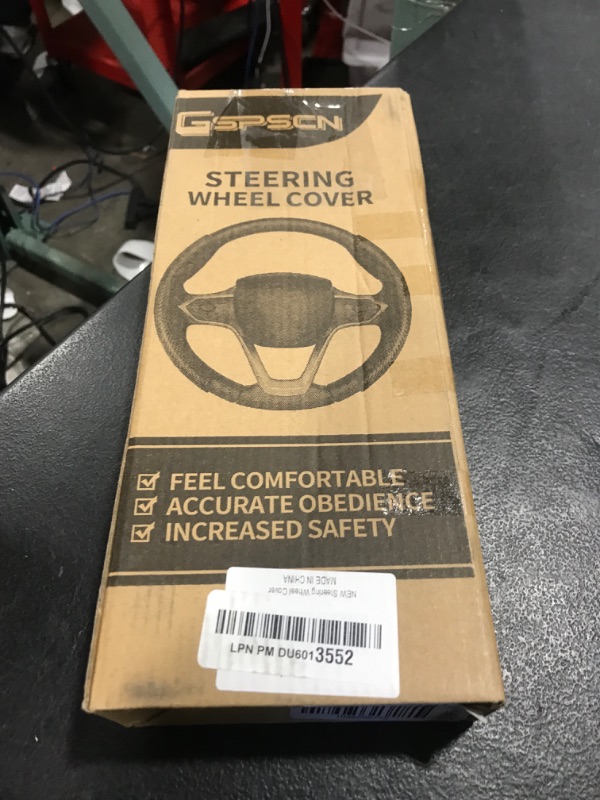 GSPSCN
STEERING
WHEEL COVER
FEEL COMFORTABLE
ACCURATE OBEDIENCE
INCREASED SAFETY
NEW Steering Wheel Cover
MADE IN CHINA
LPN PM DU6013552